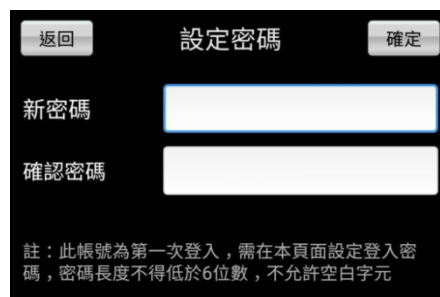 返回 設定密碼 確定
新密碼
確認密碼
註：此帳號為第一次登入，需在本頁面設定登入密
碼，密碼長度不得低於6位數，不允許空白字元